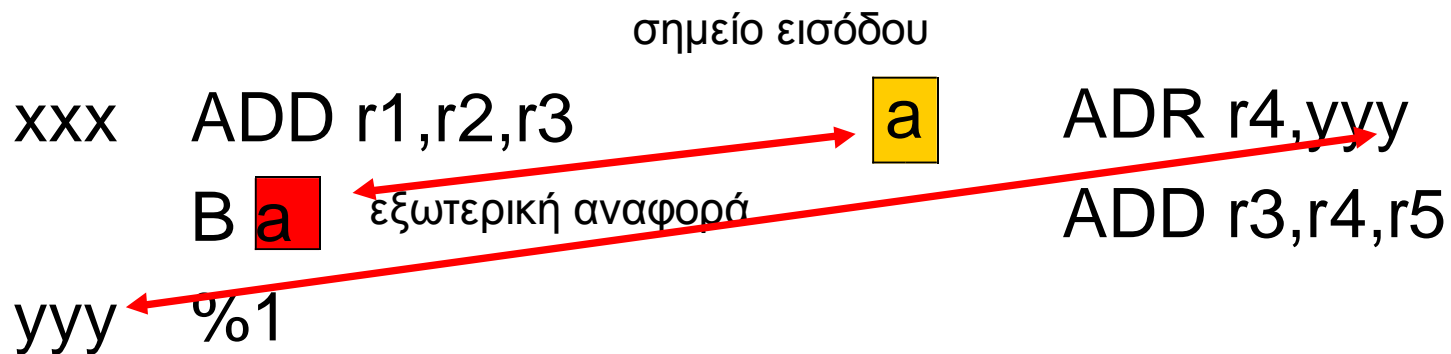 σημείο εισόδου
xxx ADD r1,r2,r3
a ADR r4,yyy
B a εξωτερική αναφορά
ADD r3,r4,r5
yyy %1